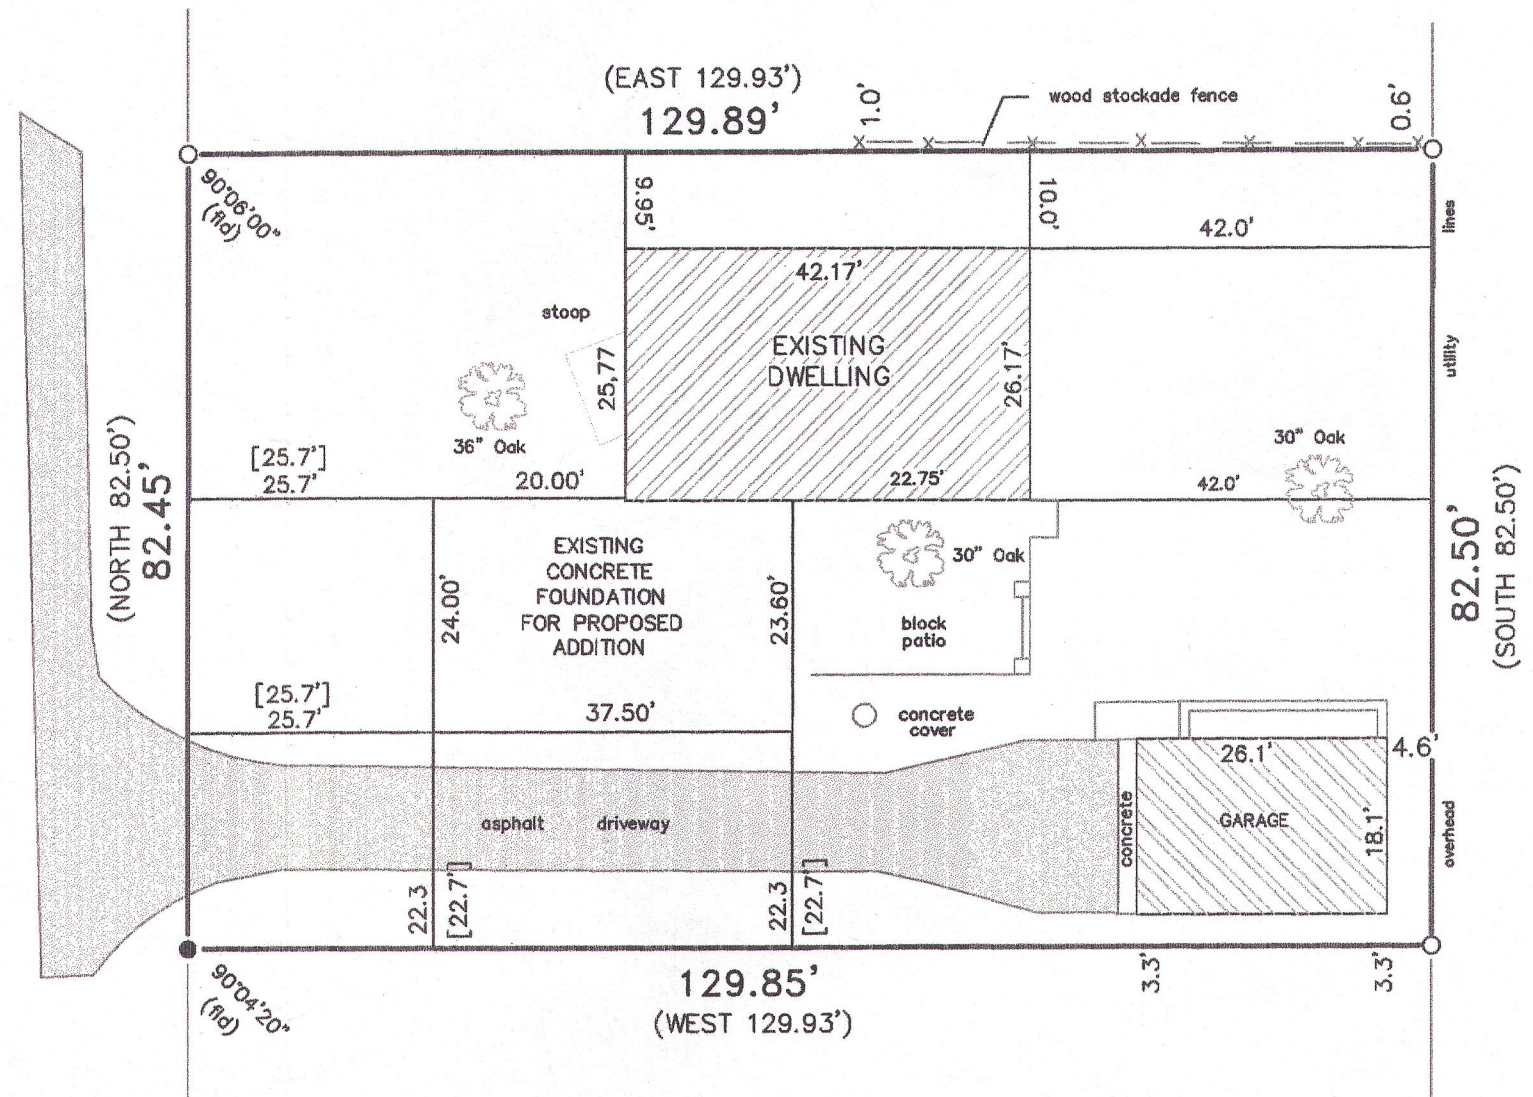 (EAST 129.93')
129.89'
1.0'
wood stockade fence
0.6'
90°06'00"
(fld)
9.95'
10.0'
42.0'
lines
42.17'
stoop
25,77
EXISTING
DWELLING
26.17'
utility
36" Oak
30" Oak
[25.7']
25.7'
20.00'
22.75'
42.0'
(NORTH 82.50')
82.45'
82.50'
(SOUTH 82.50')
EXISTING
CONCRETE
FOUNDATION
FOR PROPOSED
ADDITION
24.00'
23.60'
30" Oak
block
patio
[25.7']
25.7'
37.50'
concrete
cover
26.1'
4.6'
asphalt driveway
concrete
GARAGE
18.1'
overhead
22.3
[22.7']
22.3
[22.7']
129.85'
(WEST 129.93')
3.3'
3.3'
90°04'20"
(fld)